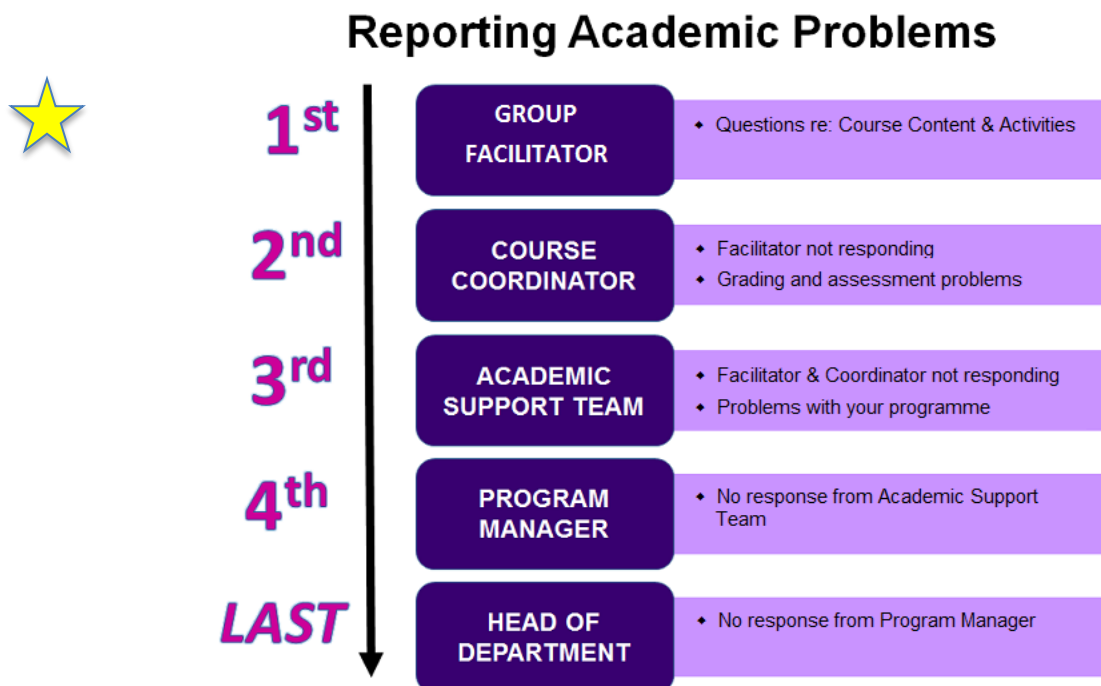 Reporting Academic Problems
1st
GROUP
FACILITATOR
◆ Questions re: Course Content & Activities
2nd
COURSE
COORDINATOR
◆ Facilitator not responding
◆ Grading and assessment problems
3rd
ACADEMIC
SUPPORT TEAM
◆ Facilitator & Coordinator not responding
◆ Problems with your programme
4th
PROGRAM
MANAGER
◆ No response from Academic Support
Team
LAST
HEAD OF
DEPARTMENT
◆ No response from Program Manager